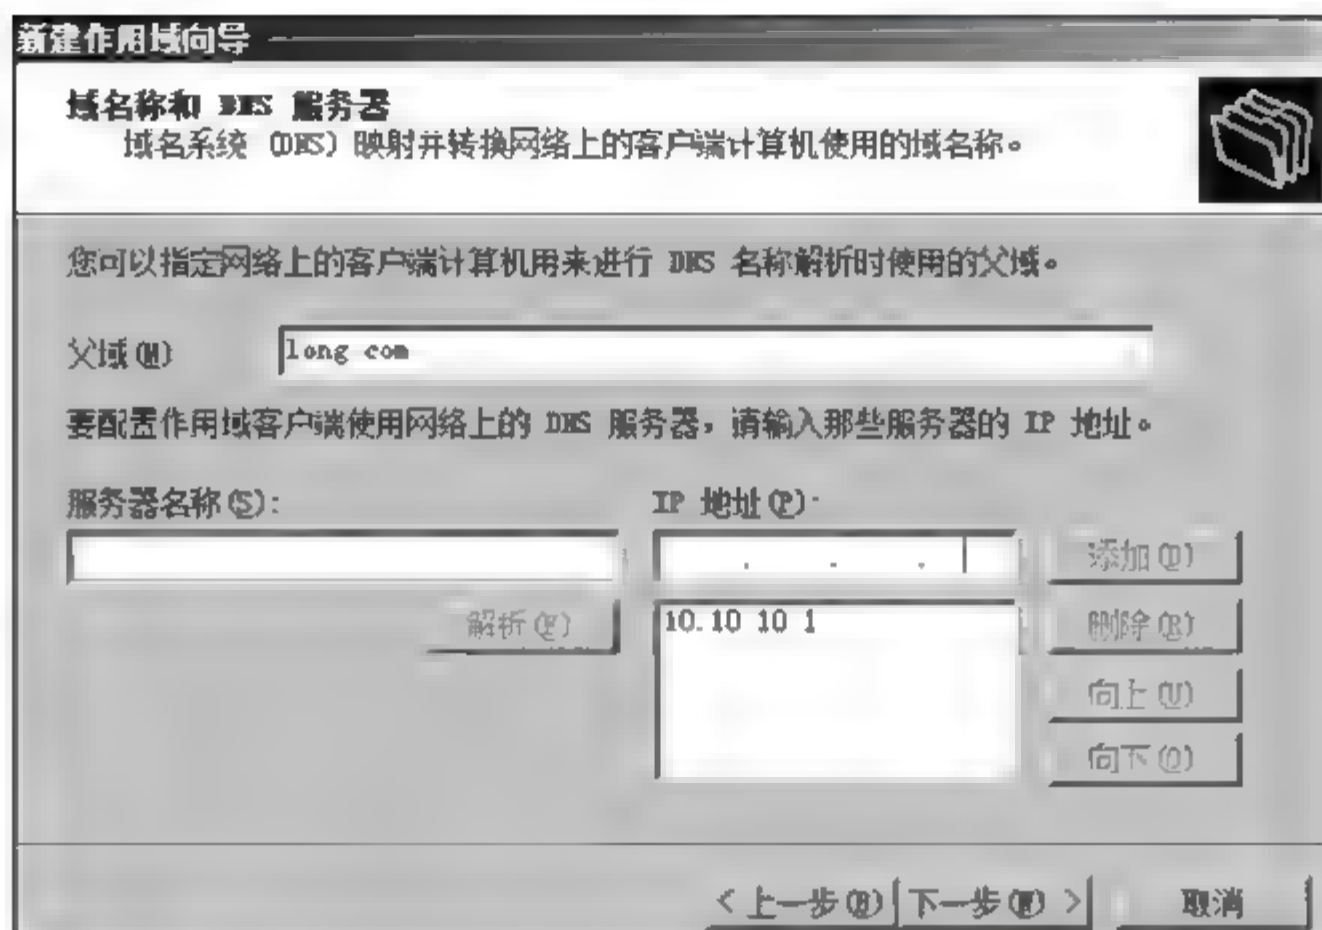 新建作用域向导
域名称和 DNS 服务器
域名系统 (DNS) 映射并转换网络上的客户端计算机使用的域名称。
您可以指定网络上的客户端计算机用来进行 DNS 名称解析时使用的父域。
父域(M) long com
要配置作用域客户端使用网络上的 DNS 服务器，请输入那些服务器的 IP 地址。
服务器名称(S): IP 地址(P):
. . . 添加(D)
解析(E) 10.10 10 1 删除(R)
向上(U)
向下(O)
< 上一步(B) 下一步(N) > 取消